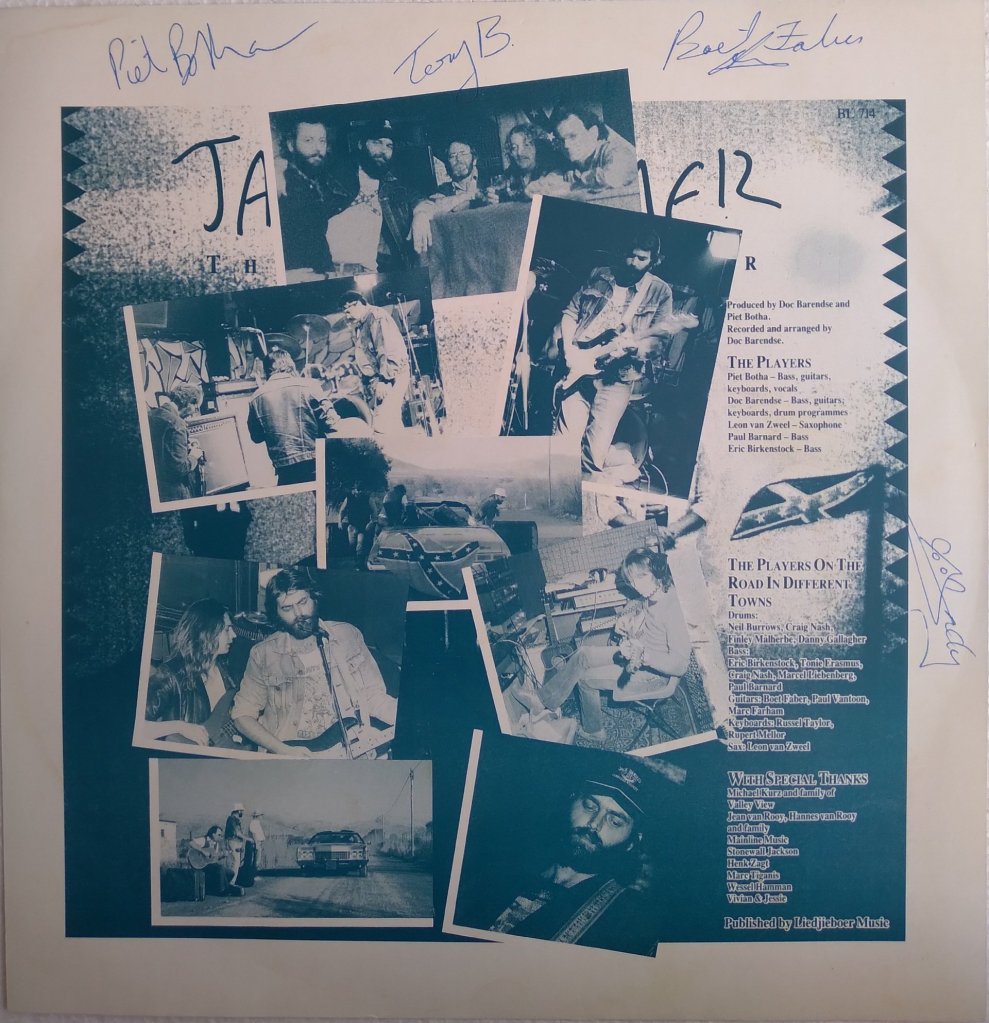 Piet Botha
Tony B.
Boet Faber
BL 714
JA
MER
T H
R
Produced by Doc Barendse and
Piet Botha.
Recorded and arranged by
Doc Barendse.
THE PLAYERS
Piet Botha – Bass, guitars,
keyboards, vocals
Doc Barendse – Bass, guitars,
keyboards, drum programmes
Leon van Zweel – Saxophone
Paul Barnard – Bass
Eric Birkenstock – Bass
THE PLAYERS ON THE
ROAD IN DIFFERENT
TOWNS
Drums:
Neil Burrows, Craig Nash,
Finley Malherbe, Danny Gallagher
Bass:
Eric Birkenstock, Tonie Erasmus,
Craig Nash, Marcel Liebenberg,
Paul Barnard
Guitars: Boet Faber, Paul Vantoon,
Marc Farham
Keyboards: Russel Taylor,
Rupert Mellor
Sax: Leon van Zweel
WITH SPECIAL THANKS
Michael Kurz and family of
Valley View
Jean van Rooy, Hannes van Rooy
and family
Mainline Music
Stonewall Jackson
Henk Zagt
Marc Tiganis
Wessel Hamman
Vivian & Jessie
Published by Liedjieboer Music